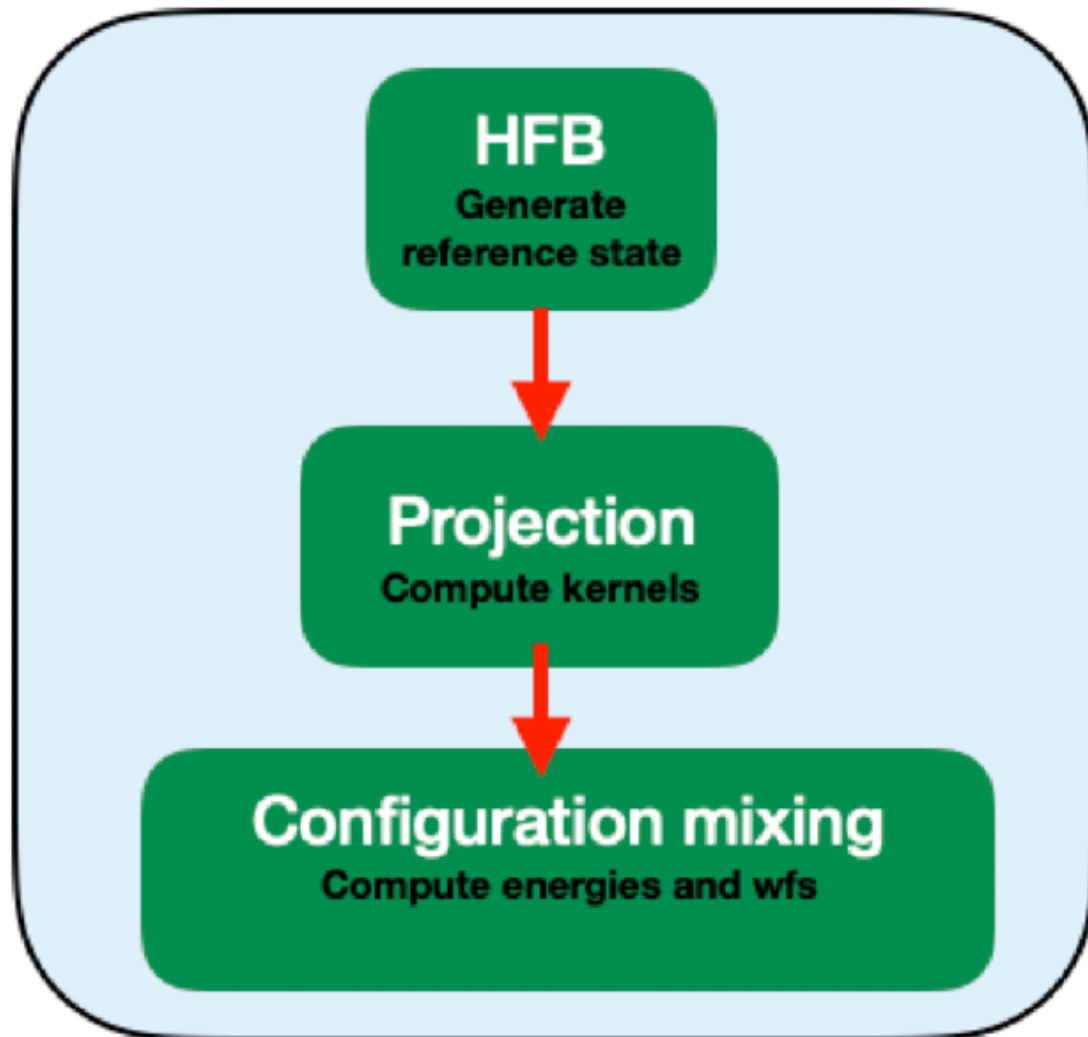 HFB
Generate
reference state
Projection
Compute kernels
Configuration mixing
Compute energies and wfs